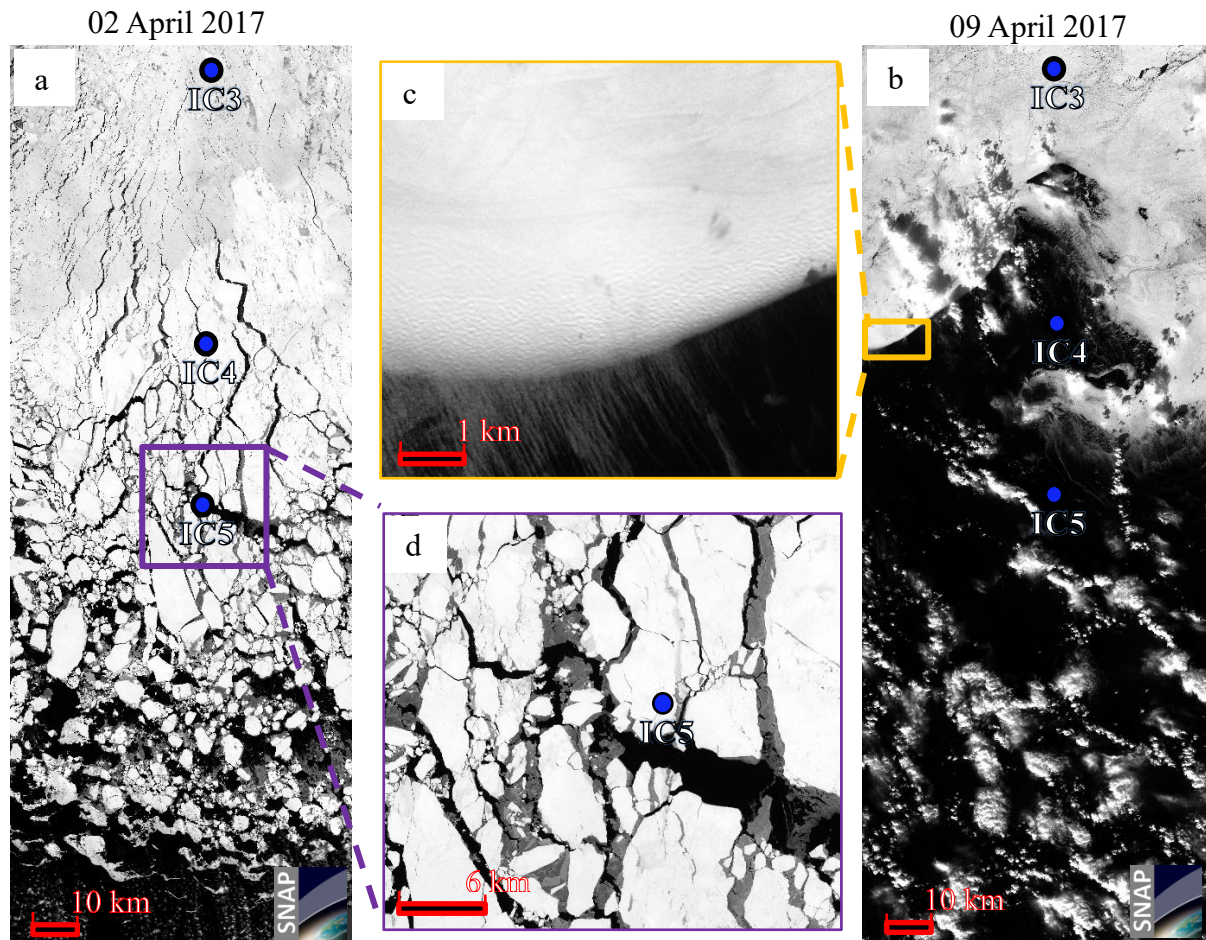 02 April 2017
09 April 2017
a
IC3
IC4
IC5
10 km
SNAP
c
1 km
d
IC5
6 km
b
IC3
IC4
IC5
10 km
SNAP